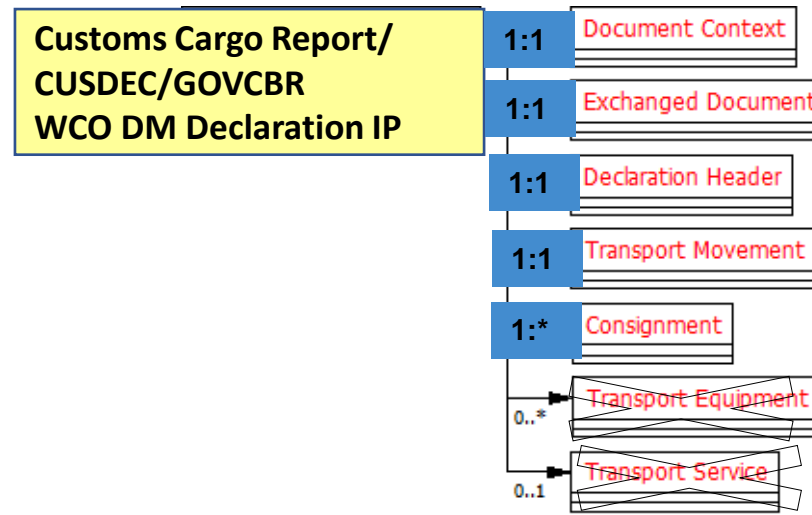 Customs Cargo Report/
CUSDEC/GOVCBR
WCO DM Declaration IP
1:1 Document Context
1:1 Exchanged Document
1:1 Declaration Header
1:1 Transport Movement
1:* Consignment
0..* Transport Equipment
0..1 Transport Service